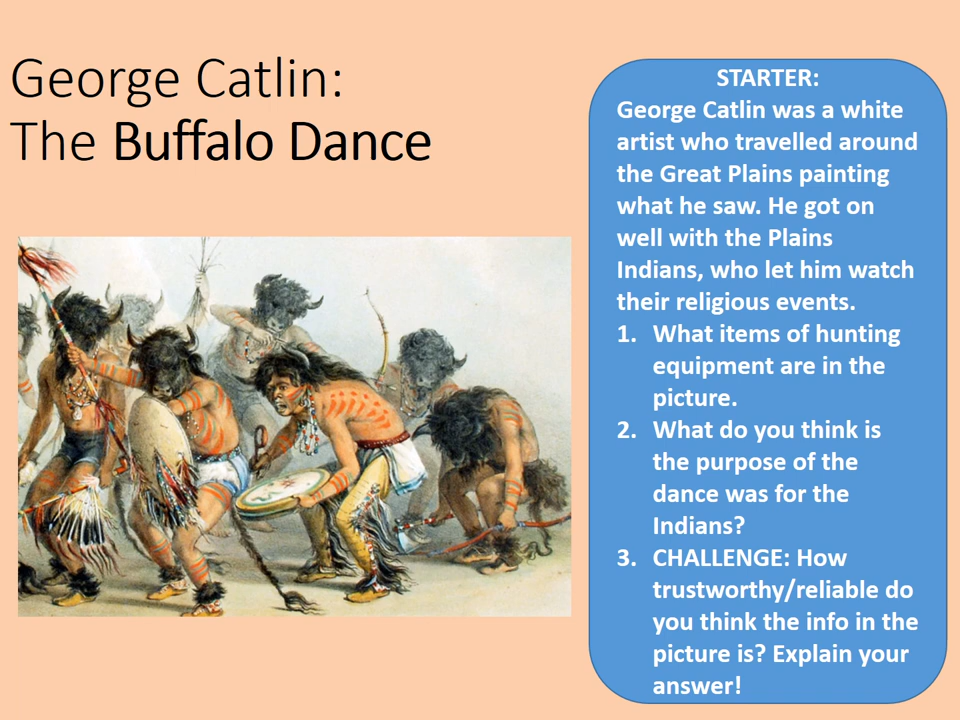 George Catlin:
The Buffalo Dance
STARTER:
George Catlin was a white
artist who travelled around
the Great Plains painting
what he saw. He got on
well with the Plains
Indians, who let him watch
their religious events.
1. What items of hunting
equipment are in the
picture.
2. What do you think is
the purpose of the
dance was for the
Indians?
3. CHALLENGE: How
trustworthy/reliable do
you think the info in the
picture is? Explain your
answer!